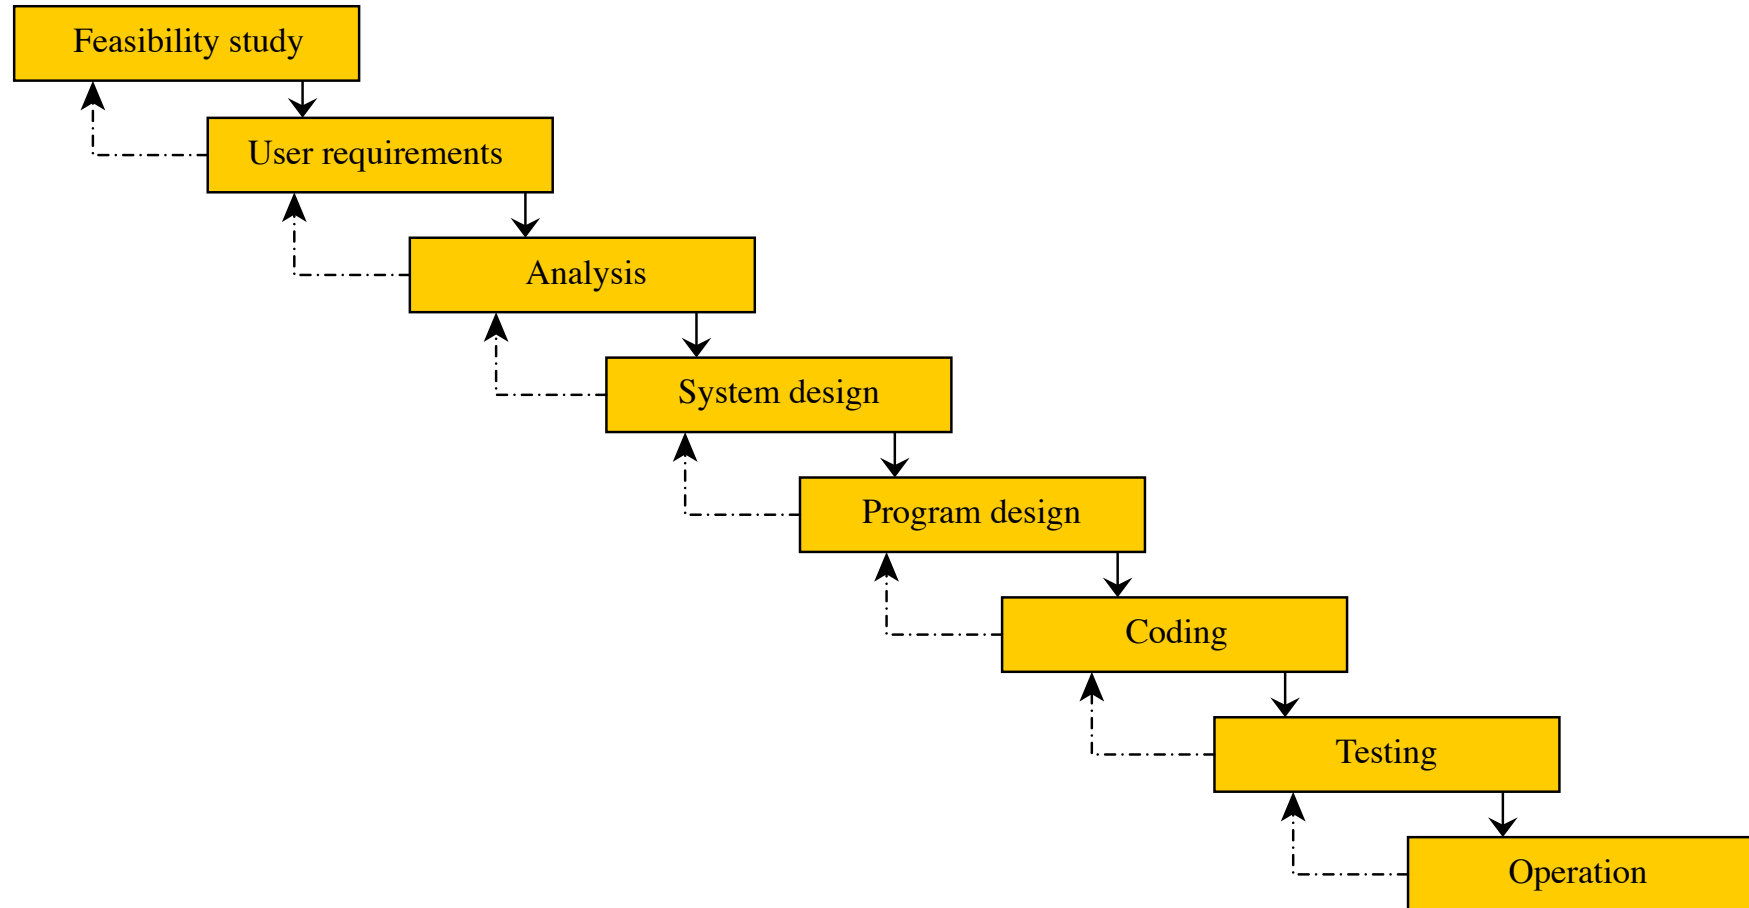 Feasibility study
User requirements
Analysis
System design
Program design
Coding
Testing
Operation